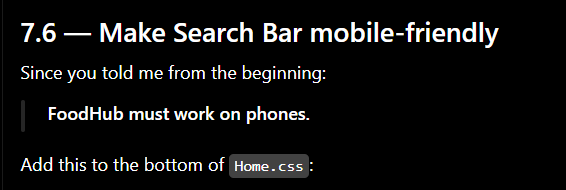 7.6 — Make Search Bar mobile-friendly
Since you told me from the beginning:
FoodHub must work on phones.
Add this to the bottom of Home.css: